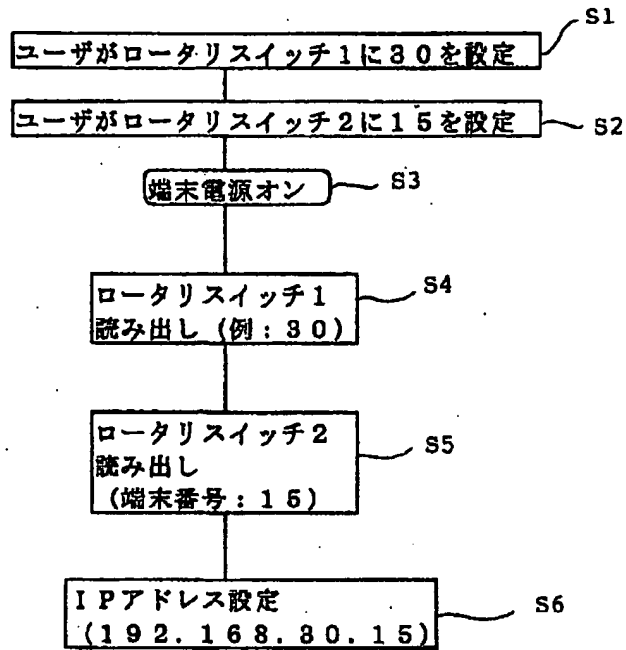 S1
ユーザがロータリスイッチ1に30を設定
ユーザがロータリスイッチ2に15を設定
S2
端末電源オン
S3
ロータリスイッチ1
読み出し(例:30)
S4
ロータリスイッチ2
読み出し
(端末番号:15)
S5
IPアドレス設定
(192.168.30.15)
S6